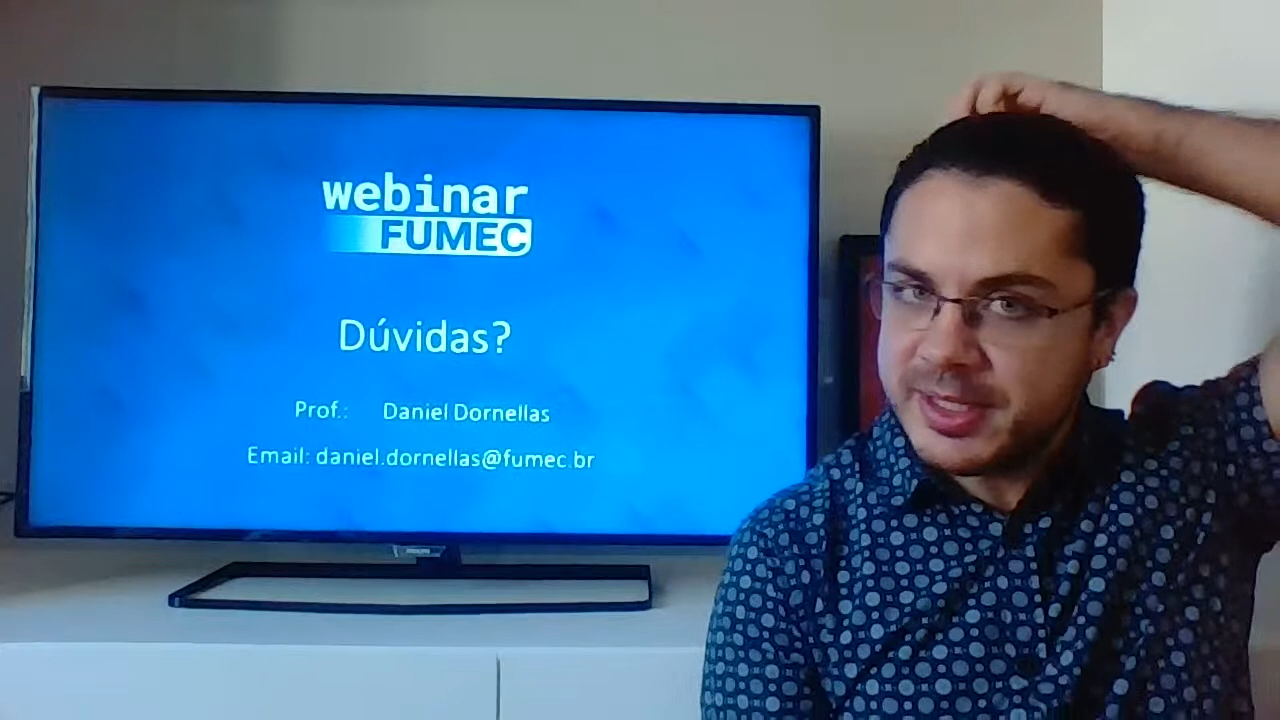 webinar
FUMEC
Dúvidas?
Prof.: Daniel Dornellas
Email: daniel.dornellas@fumec.br